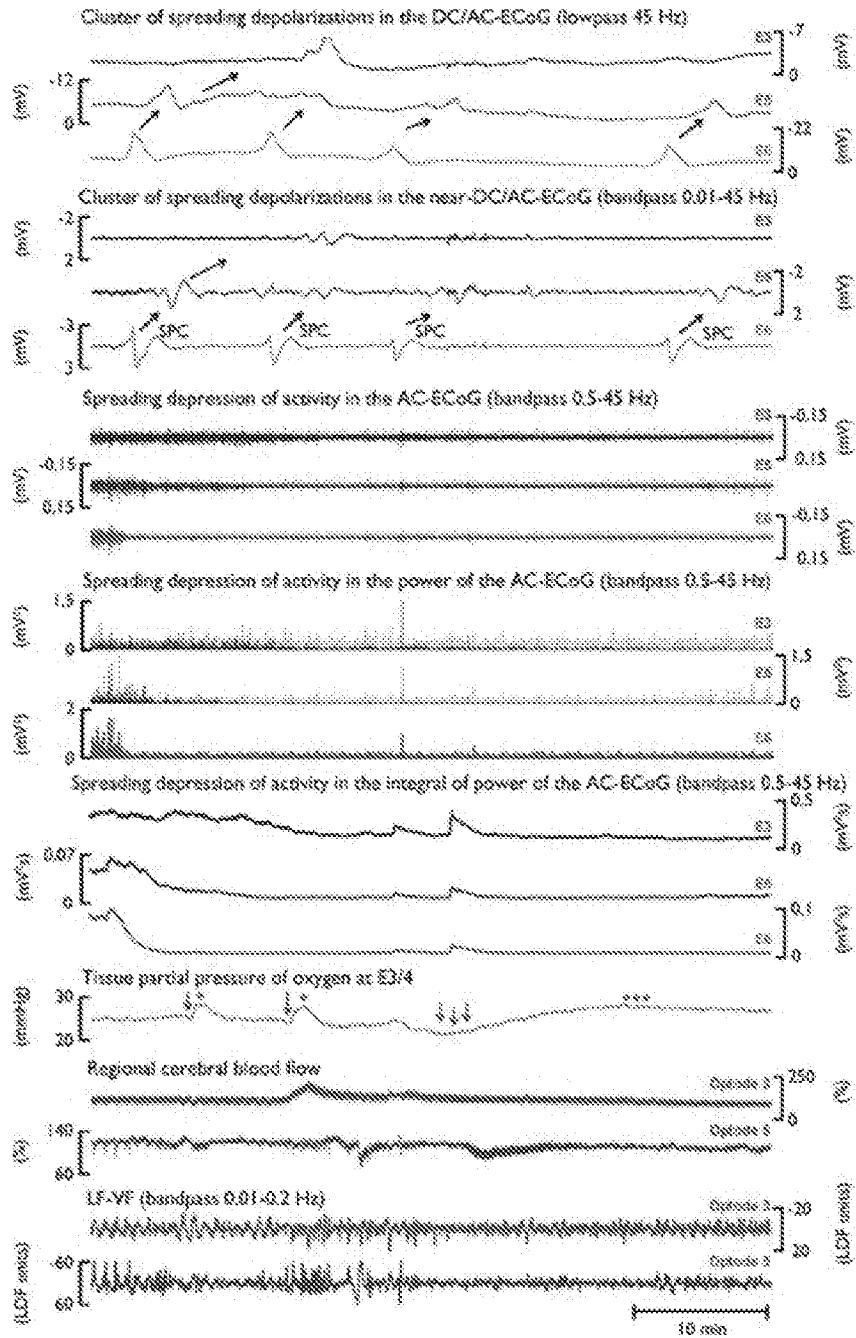 Cluster of spreading depolarizations in the DC/AC-ECoG (lowpass 45 Hz)
E3
-7
0
(mV)
-12
0
(mV)
E5
-22
0
(mV)
E6
Cluster of spreading depolarizations in the near-DC/AC-ECoG (bandpass 0.01-45 Hz)
-2
2
(mV)
E3
-2
2
(mV)
-3
3
(mV)
SPC SPC SPC SPC
E6
Spreading depression of activity in the AC-ECoG (bandpass 0.5-45 Hz)
E3
-0.15
0.15
(mV)
-0.15
0.15
(mV)
E5
-0.15
0.15
(mV)
E6
Spreading depression of activity in the power of the AC-ECoG (bandpass 0.5-45 Hz)
1.5
0
(mV²)
E3
1.5
0
(mV²)
2
0
(mV²)
E6
Spreading depression of activity in the integral of power of the AC-ECoG (bandpass 0.5-45 Hz)
0.5
0
(mV²s)
E3
0.07
0
(mV²s)
0.1
0
(mV²s)
E6
Tissue partial pressure of oxygen at E3/4
30
20
(mmHg)
* * ***
Regional cerebral blood flow
Optode 3
250
0
(%)
140
60
(%)
Optode 5
LF-VF (bandpass 0.01-0.2 Hz)
Optode 3
-20
20
(LDF units)
-60
60
(LDF units)
10 min